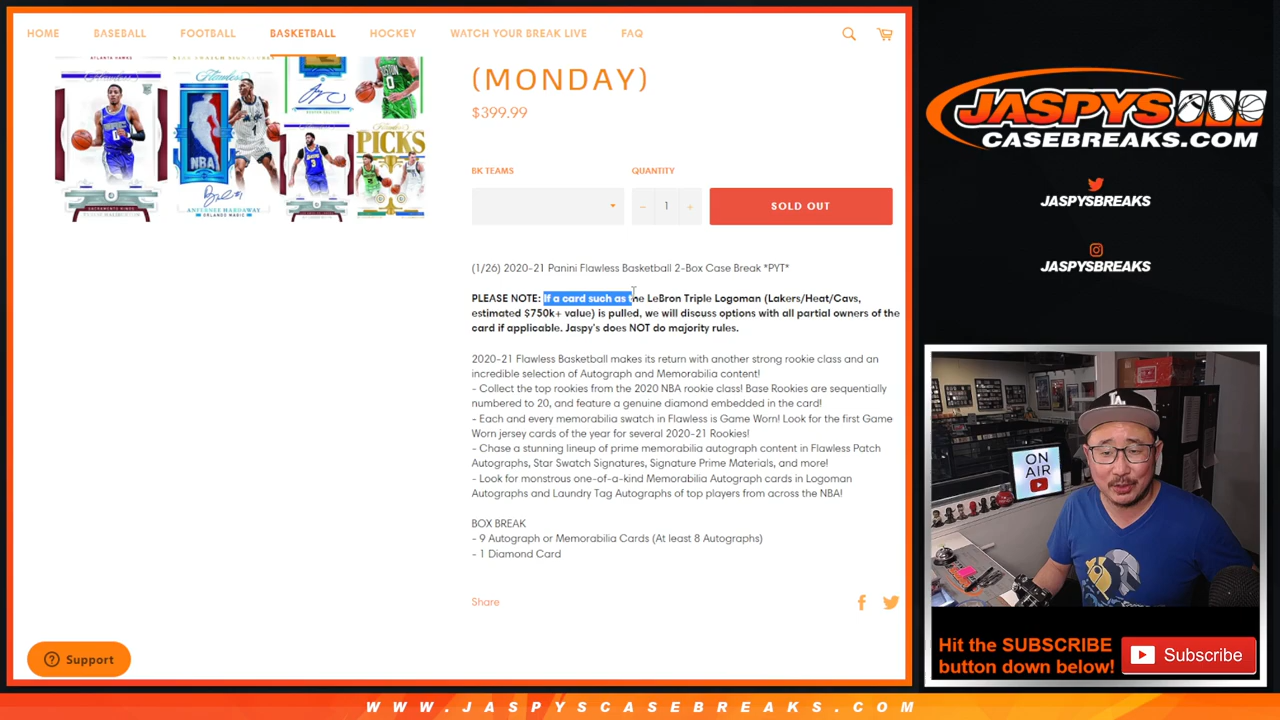 HOME BASEBALL FOOTBALL BASKETBALL HOCKEY WATCH YOUR BREAK LIVE FAQ
(MONDAY)
$399.99
BK TEAMS QUANTITY
− 1 + SOLD OUT
(1/26) 2020-21 Panini Flawless Basketball 2-Box Case Break *PYT*
PLEASE NOTE: If a card such as the LeBron Triple Logoman (Lakers/Heat/Cavs,
estimated $750k+ value) is pulled, we will discuss options with all partial owners of the
card if applicable. Jaspy's does NOT do majority rules.
2020-21 Flawless Basketball makes its return with another strong rookie class and an
incredible selection of Autograph and Memorabilia content!
- Collect the top rookies from the 2020 NBA rookie class! Base Rookies are sequentially
numbered to 20, and feature a genuine diamond embedded in the card!
- Each and every memorabilia swatch in Flawless is Game Worn! Look for the first Game
Worn jersey cards of the year for several 2020-21 Rookies!
- Chase a stunning lineup of prime memorabilia autograph content in Flawless Patch
Autographs, Star Swatch Signatures, Signature Prime Materials, and more!
- Look for monstrous one-of-a-kind Memorabilia Autograph cards in Logoman
Autographs and Laundry Tag Autographs of top players from across the NBA!
BOX BREAK
- 9 Autograph or Memorabilia Cards (At least 8 Autographs)
- 1 Diamond Card
Share
Support
Flawless
Flawless
NBA
PICKS
ANFERNEE HARDAWAY
ORLANDO MAGIC
SACRAMENTO KINGS
JASPYS
CASEBREAKS.COM
JASPYSBREAKS
JASPYSBREAKS
LA
ON
AIR
Hit the SUBSCRIBE
button down below!
Subscribe
WWW.JASPYSCASEBREAKS.COM